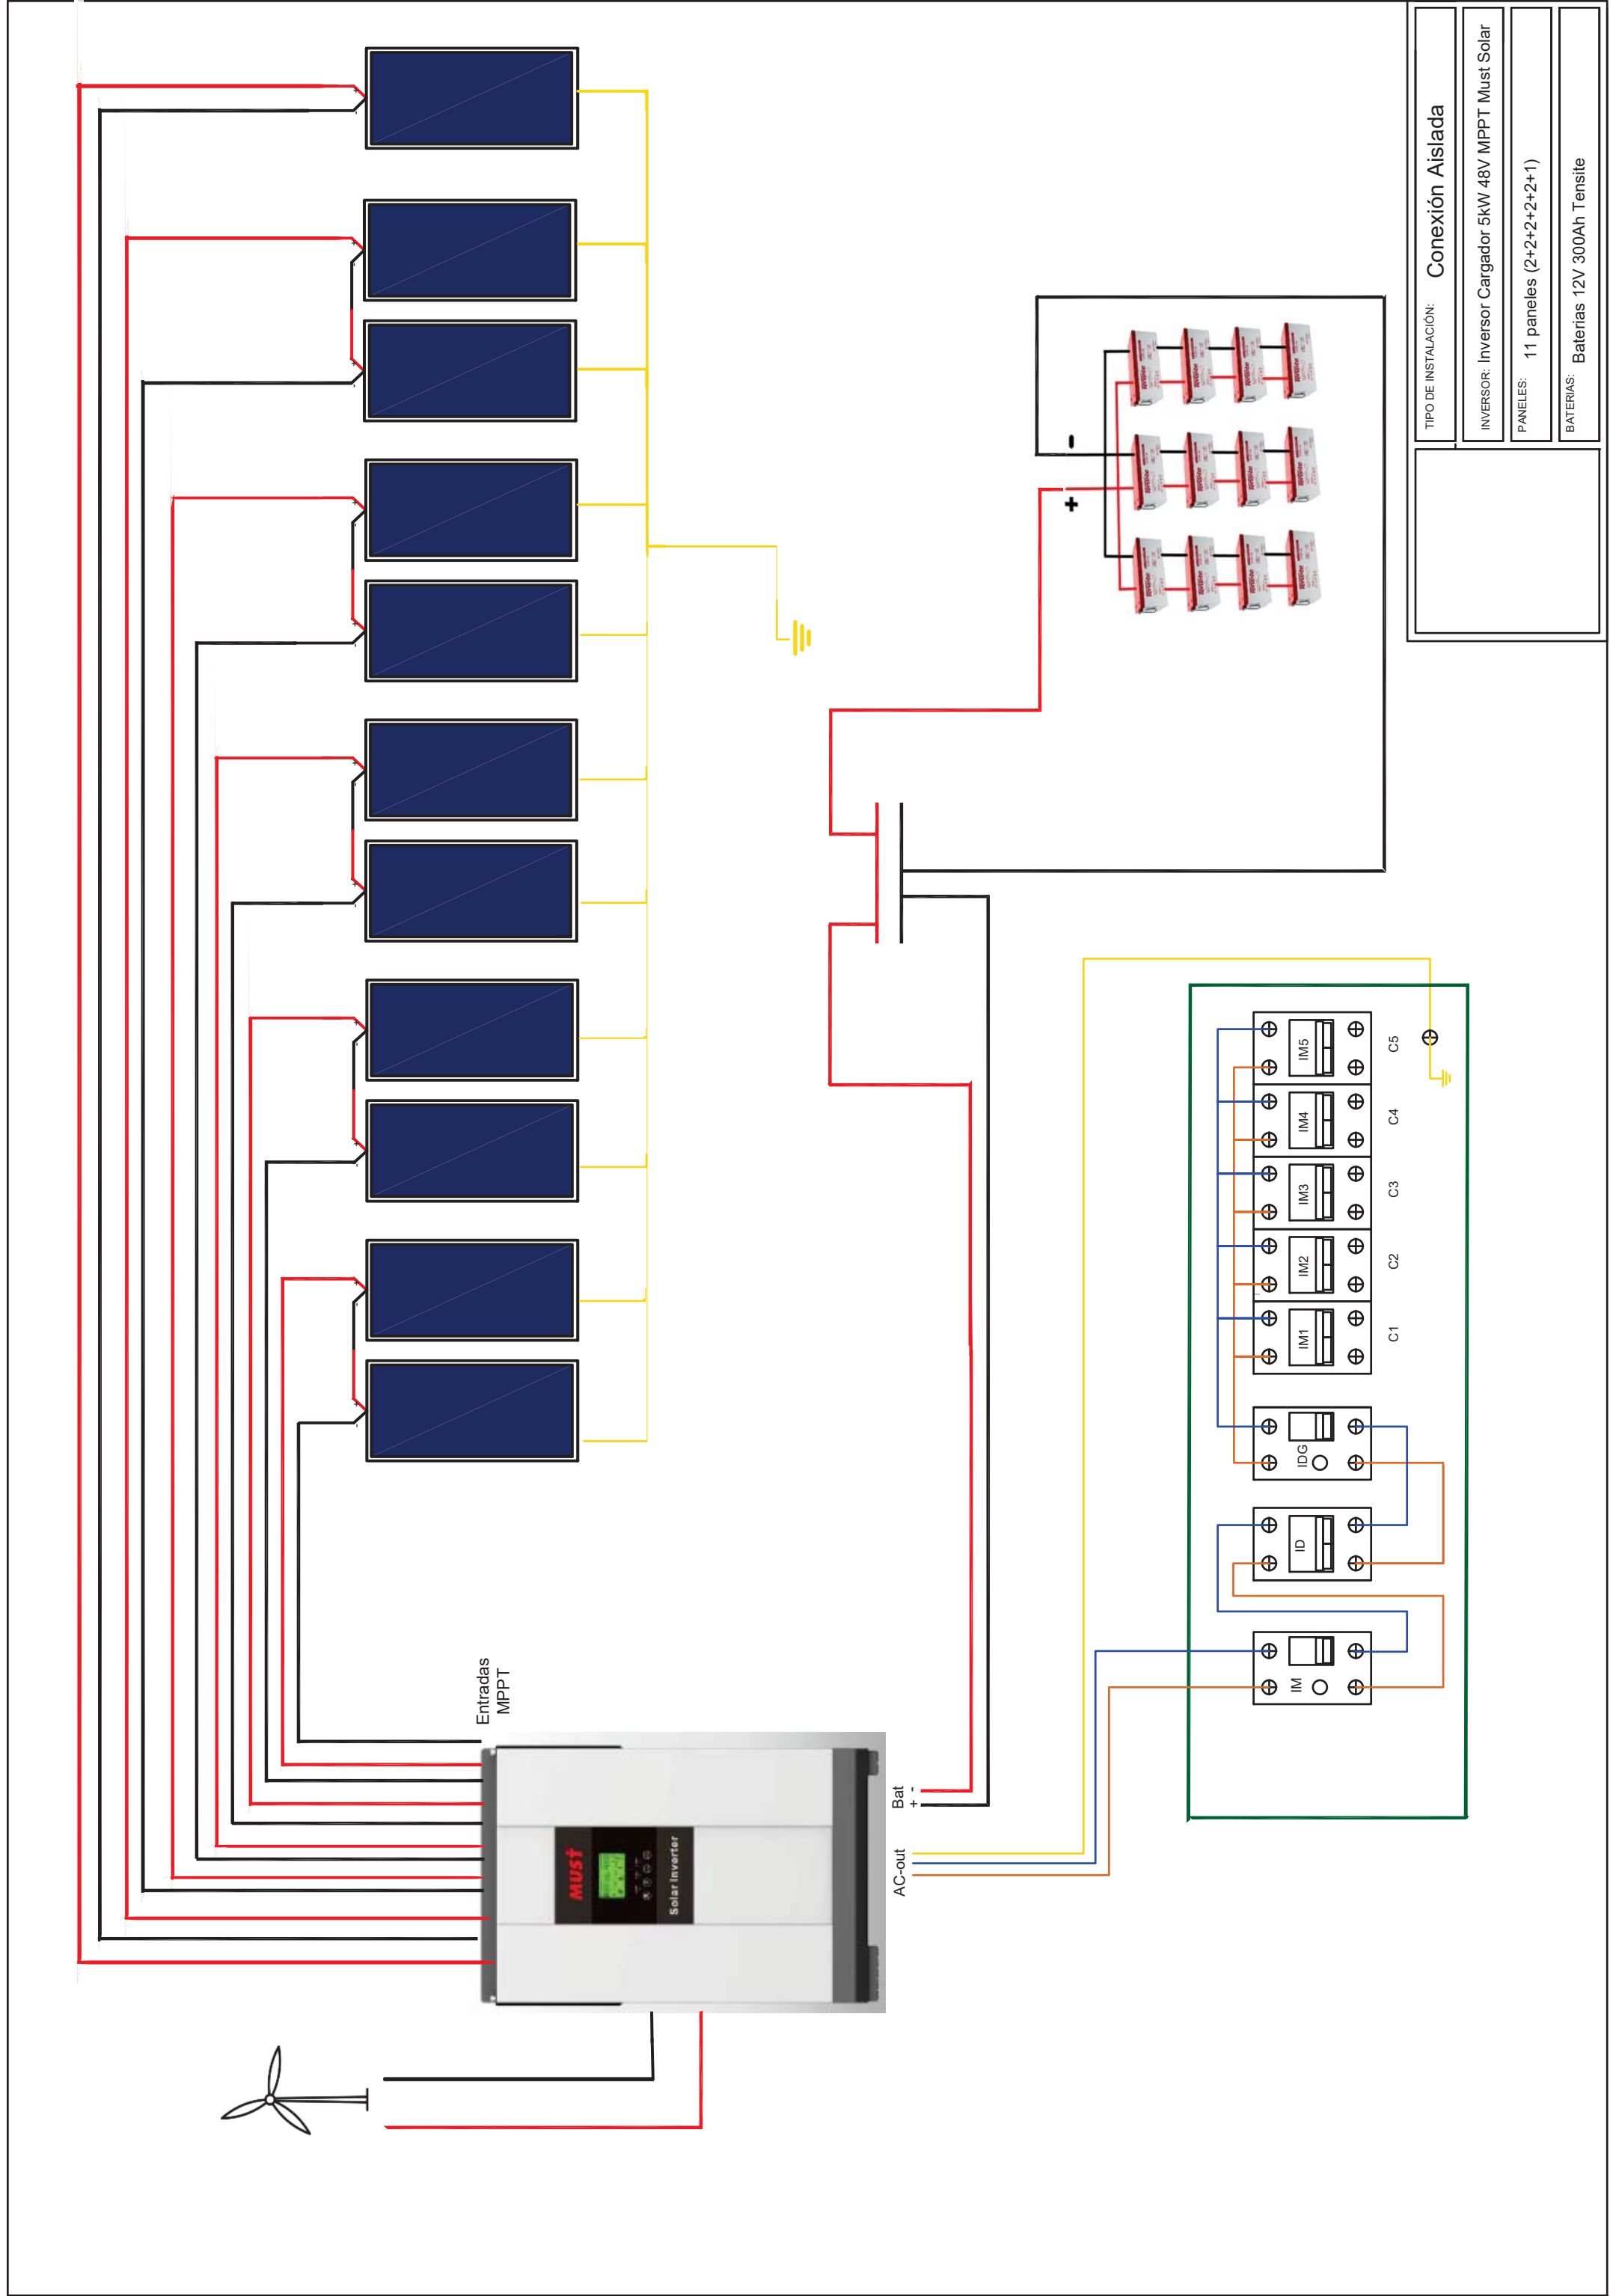 TIPO DE INSTALACIÓN: Conexión Aislada
INVERSOR: Inversor Cargador 5kW 48V MPPT Must Solar
PANELES: 11 paneles (2+2+2+2+2+1)
BATERIAS: Baterias 12V 300Ah Tensite
Entradas
MPPT
MUST
Solar Inverter
AC-out
Bat
+ -
+ -
IM
ID
IDG
IM1
IM2
IM3
IM4
IM5
C1
C2
C3
C4
C5